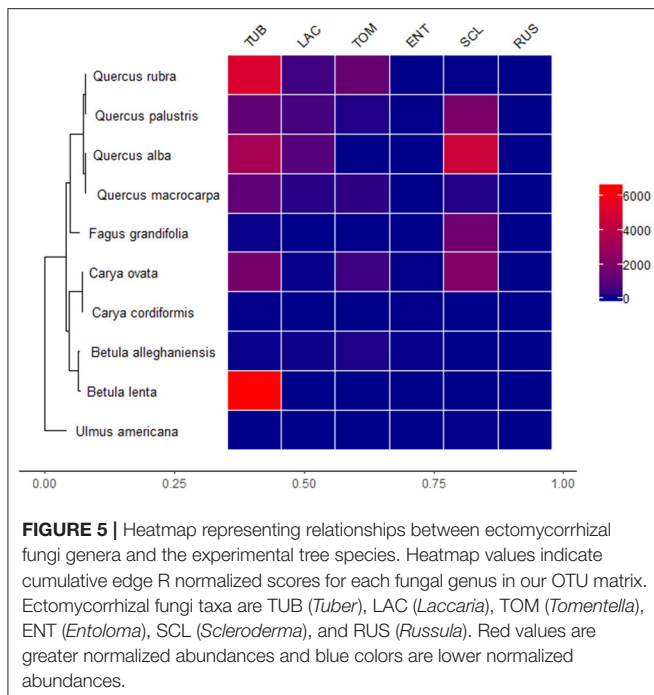 TUB LAC TOM ENT SCL RUS
Quercus rubra
Quercus palustris
Quercus alba
Quercus macrocarpa
Fagus grandifolia
Carya ovata
Carya cordiformis
Betula alleghaniensis
Betula lenta
Ulmus americana
6000
4000
2000
0
0.00 0.25 0.50 0.75 1.00
FIGURE 5 | Heatmap representing relationships between ectomycorrhizal
fungi genera and the experimental tree species. Heatmap values indicate
cumulative edge R normalized scores for each fungal genus in our OTU matrix.
Ectomycorrhizal fungi taxa are TUB (Tuber), LAC (Laccaria), TOM (Tomentella),
ENT (Entoloma), SCL (Scleroderma), and RUS (Russula). Red values are
greater normalized abundances and blue colors are lower normalized
abundances.